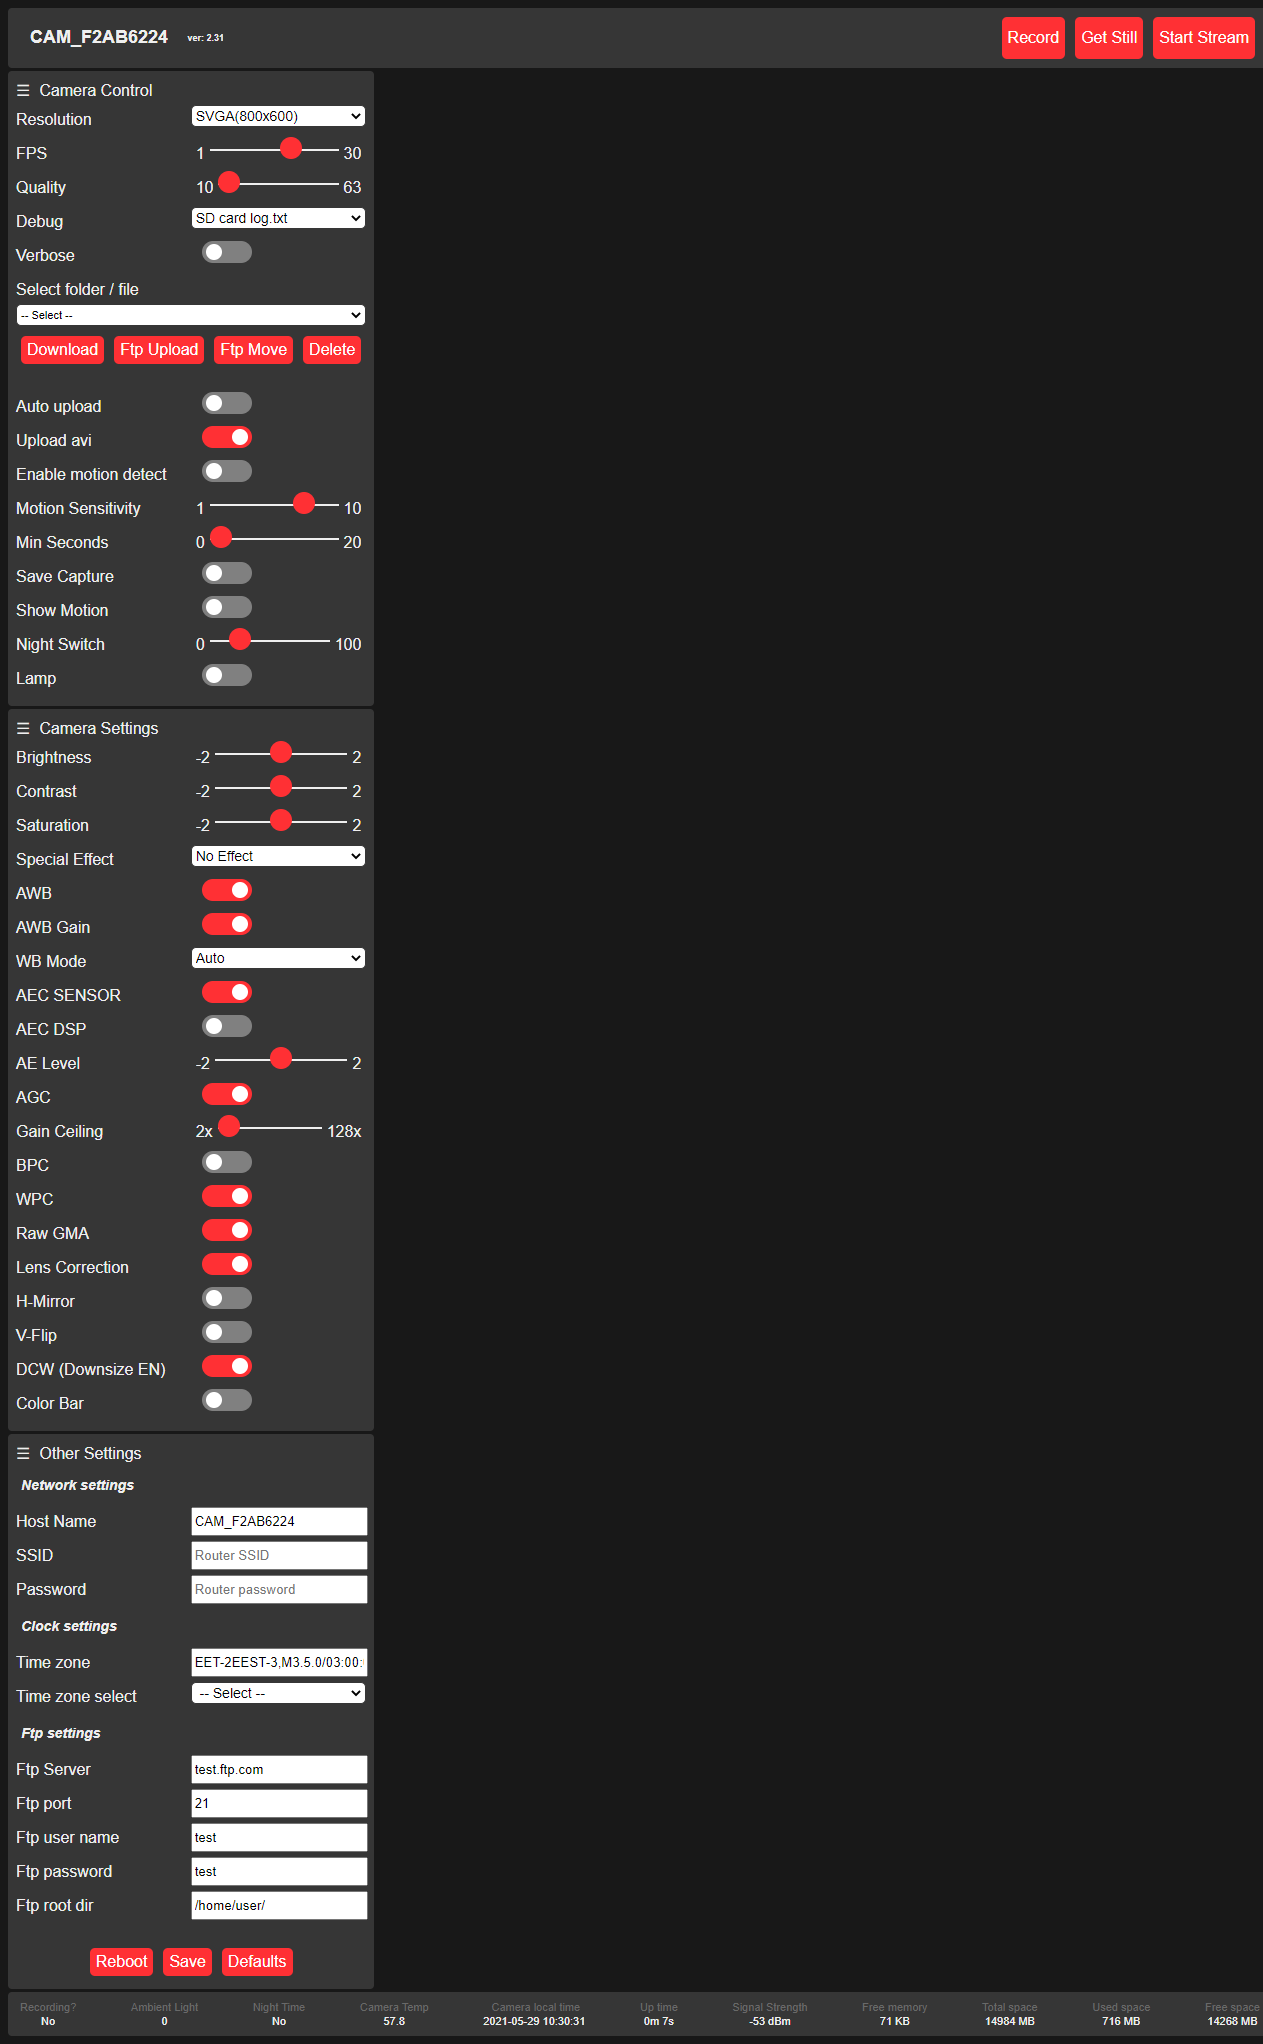 CAM_F2AB6224 ver: 2.31 Record Get Still Start Stream
☰ Camera Control
Resolution SVGA(800x600)
FPS 1 30
Quality 10 63
Debug SD card log.txt
Verbose
Select folder / file
-- Select --
Download Ftp Upload Ftp Move Delete
Auto upload
Upload avi
Enable motion detect
Motion Sensitivity 1 10
Min Seconds 0 20
Save Capture
Show Motion
Night Switch 0 100
Lamp
☰ Camera Settings
Brightness -2 2
Contrast -2 2
Saturation -2 2
Special Effect No Effect
AWB
AWB Gain
WB Mode Auto
AEC SENSOR
AEC DSP
AE Level -2 2
AGC
Gain Ceiling 2x 128x
BPC
WPC
Raw GMA
Lens Correction
H-Mirror
V-Flip
DCW (Downsize EN)
Color Bar
☰ Other Settings
Network settings
Host Name CAM_F2AB6224
SSID Router SSID
Password Router password
Clock settings
Time zone EET-2EEST-3,M3.5.0/03:00:
Time zone select -- Select --
Ftp settings
Ftp Server test.ftp.com
Ftp port 21
Ftp user name test
Ftp password test
Ftp root dir /home/user/
Reboot Save Defaults
Recording? Ambient Light Night Time Camera Temp Camera local time Up time Signal Strength Free memory Total space Used space Free space
No 0 No 57.8 2021-05-29 10:30:31 0m 7s -53 dBm 71 KB 14984 MB 716 MB 14268 MB